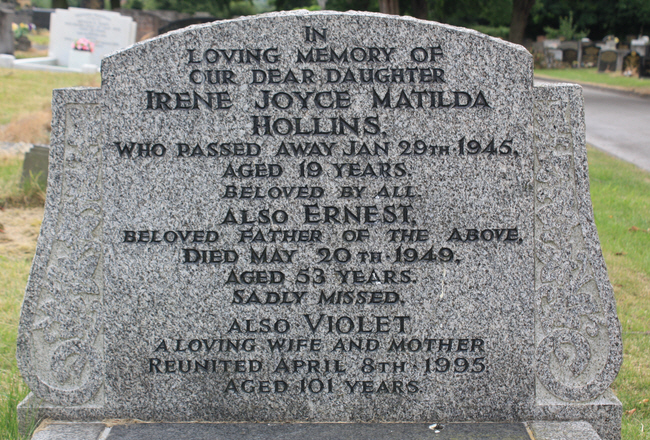 IN
LOVING MEMORY OF
OUR DEAR DAUGHTER
IRENE JOYCE MATILDA
HOLLINS.
WHO PASSED AWAY JAN 29TH 1945,
AGED 19 YEARS.
BELOVED BY ALL.
ALSO ERNEST,
BELOVED FATHER OF THE ABOVE,
DIED MAY 20TH 1949,
AGED 53 YEARS.
SADLY MISSED.
ALSO VIOLET
A LOVING WIFE AND MOTHER
REUNITED APRIL 8TH 1995
AGED 101 YEARS